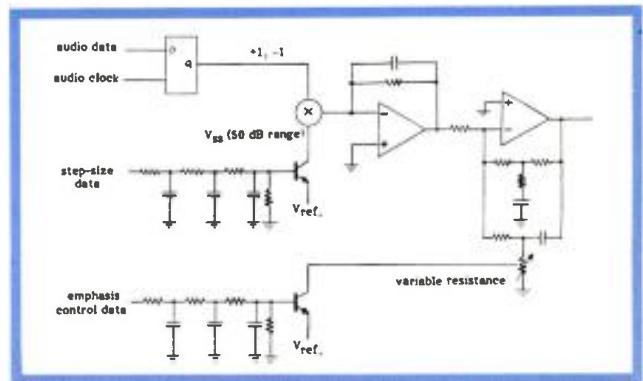 audio data
D
+1, -1
Q
audio clock
X
V_SS (50 dB range)
step-size
data
V_ref.
variable resistance
emphasis
control data
V_ref.